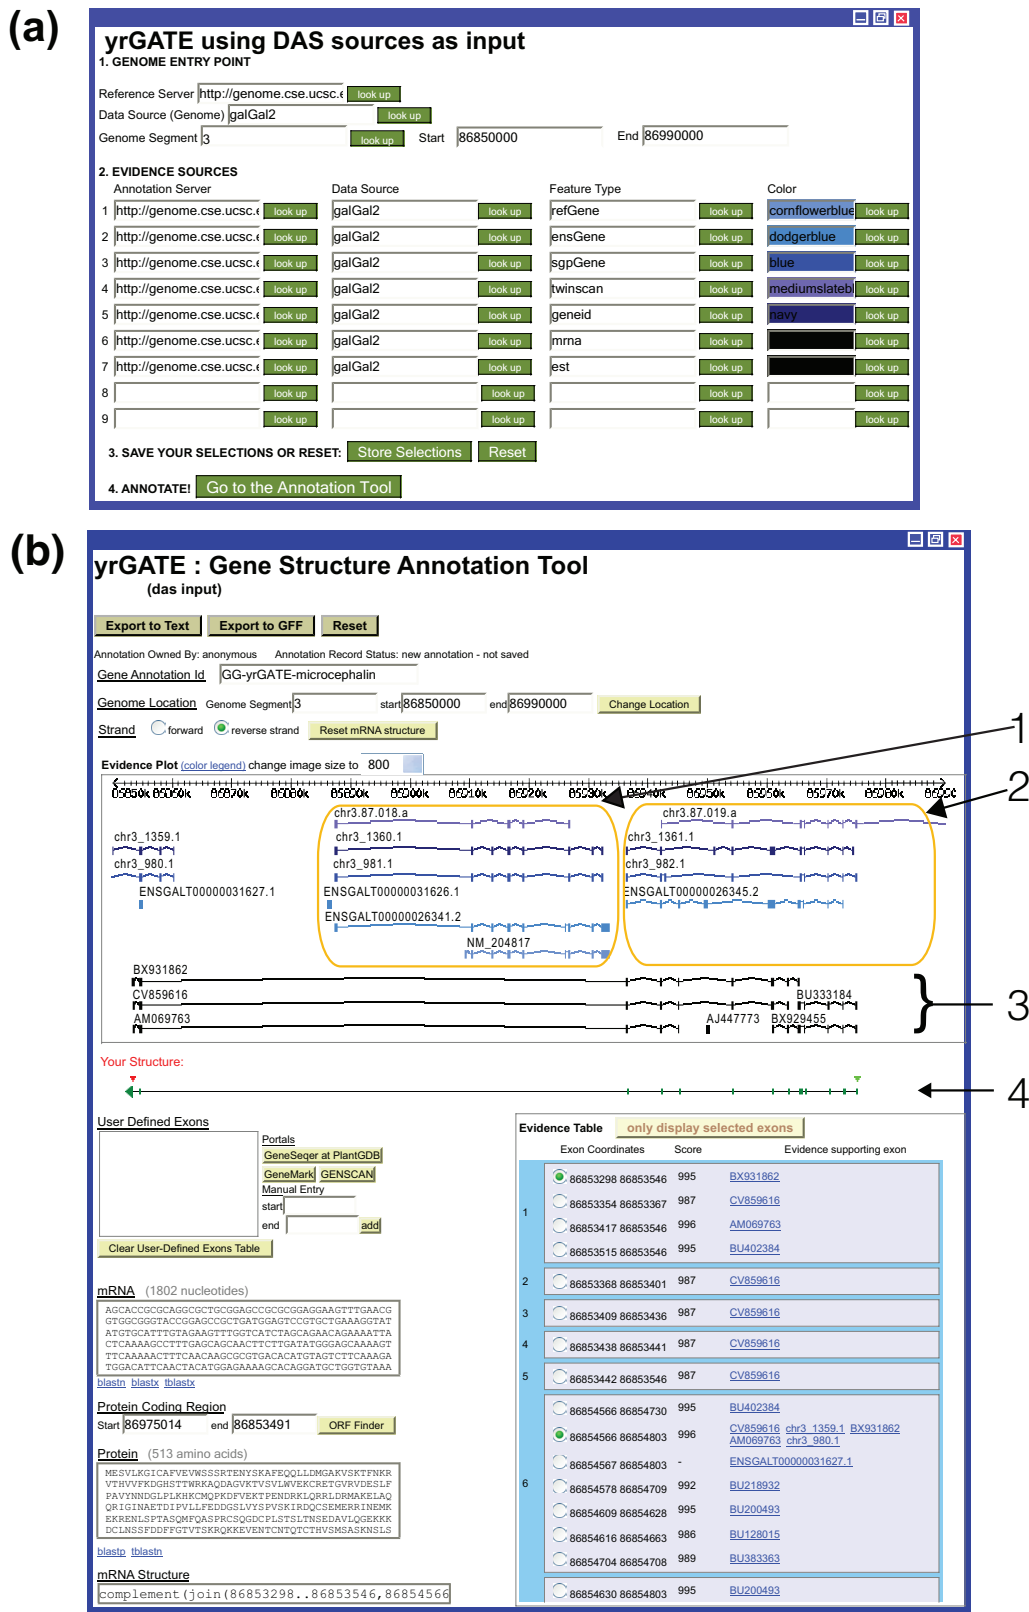 (a)
yrGATE using DAS sources as input
1. GENOME ENTRY POINT
Reference Server http://genome.cse.ucsc.e look up
Data Source (Genome) galGal2 look up
Genome Segment 3 look up Start 86850000 End 86990000
2. EVIDENCE SOURCES
Annotation Server Data Source Feature Type Color
1 http://genome.cse.ucsc.e look up galGal2 look up refGene look up cornflowerblue look up
2 http://genome.cse.ucsc.e look up galGal2 look up ensGene look up dodgerblue look up
3 http://genome.cse.ucsc.e look up galGal2 look up sgpGene look up blue look up
4 http://genome.cse.ucsc.e look up galGal2 look up twinscan look up mediumslatebl look up
5 http://genome.cse.ucsc.e look up galGal2 look up geneid look up navy look up
6 http://genome.cse.ucsc.e look up galGal2 look up mrna look up look up
7 http://genome.cse.ucsc.e look up galGal2 look up est look up look up
8 look up look up look up look up
9 look up look up look up look up
3. SAVE YOUR SELECTIONS OR RESET: Store Selections Reset
4. ANNOTATE! Go to the Annotation Tool
(b)
yrGATE : Gene Structure Annotation Tool
(das input)
Export to Text Export to GFF Reset
Annotation Owned By: anonymous Annotation Record Status: new annotation - not saved
Gene Annotation Id GG-yrGATE-microcephalin
Genome Location Genome Segment 3 start 86850000 end 86990000 Change Location
Strand forward reverse strand Reset mRNA structure
1
Evidence Plot (color legend) change image size to 800
2
chr3.87.018.a chr3.87.019.a
chr3_1359.1 chr3_1360.1 chr3_1361.1
chr3_980.1 chr3_981.1 chr3_982.1
ENSGALT00000031627.1 ENSGALT00000031626.1 ENSGALT00000026345.2
ENSGALT00000026341.2
NM_204817
BX931862
CV859616 BU333184
3
AM069763 AJ447773 BX929455
Your Structure:
4
User Defined Exons
Portals
GeneSeqer at PlantGDB
GeneMark GENSCAN
Manual Entry
start
end add
Clear User-Defined Exons Table
mRNA (1802 nucleotides)
AGCACCGCGCAGGCGCTGCGGAGCCGCGCGGAGGAAGTTTGAACG
GTGGCGGGTACCGGAGCCGCTGATGGAGTCCGTGCTGAAAGGTAT
ATGTGCATTTGTAGAAGTTTGGTCATCTAGCAGAACAGAAAATTA
CTCAAAAGCCTTTGAGCAGCAACTTCTTGATATGGGAGCAAAAGT
TTCAAAAACTTTCAACAAGCGCGTGACACATGTAGTCTTCAAAGA
TGGACATTCAACTACATGGAGAAAAGCACAGGATGCTGGTGTAAA
blastn blastx tblastx
Protein Coding Region
Start 86975014 end 86853491 ORF Finder
Protein (513 amino acids)
MESVLKGICAFVEVWSSSRTENYSKAFEQQLLDMGAKVSKTFNKR
VTHVVFKDGHSTTWRKAQDAGVKTVSVLWVEKCRETGVRVDESLF
PAVYNNDGLPLKHKCMQPKDFVEKTPENDRKLQRRLDRMAKELAQ
QRIGINAETDIPVLLFEDDGSLVYSPVSKIRDQCSEMERRINEMK
EKRENLSPTASQMFQASPRCSQGDCPLSTSLTNSEDAVLQGEKKK
DCLNSSFDDFFGTVTSKRQKKEVENTCNTQTCTHVSMSASKNSLS
blastp tblastn
mRNA Structure
complement(join(86853298..86853546,86854566
Evidence Table only display selected exons
Exon Coordinates Score Evidence supporting exon
1
86853298 86853546 995 BX931862
86853354 86853367 987 CV859616
86853417 86853546 996 AM069763
86853515 86853546 995 BU402384
2 86853368 86853401 987 CV859616
3 86853409 86853436 987 CV859616
4 86853438 86853441 987 CV859616
5 86853442 86853546 987 CV859616
6
86854566 86854730 995 BU402384
86854566 86854803 996 CV859616 chr3_1359.1 BX931862
AM069763 chr3_980.1
86854567 86854803 - ENSGALT00000031627.1
86854578 86854709 992 BU218932
86854609 86854628 995 BU200493
86854616 86854663 986 BU128015
86854704 86854708 989 BU383363
86854630 86854803 995 BU200493